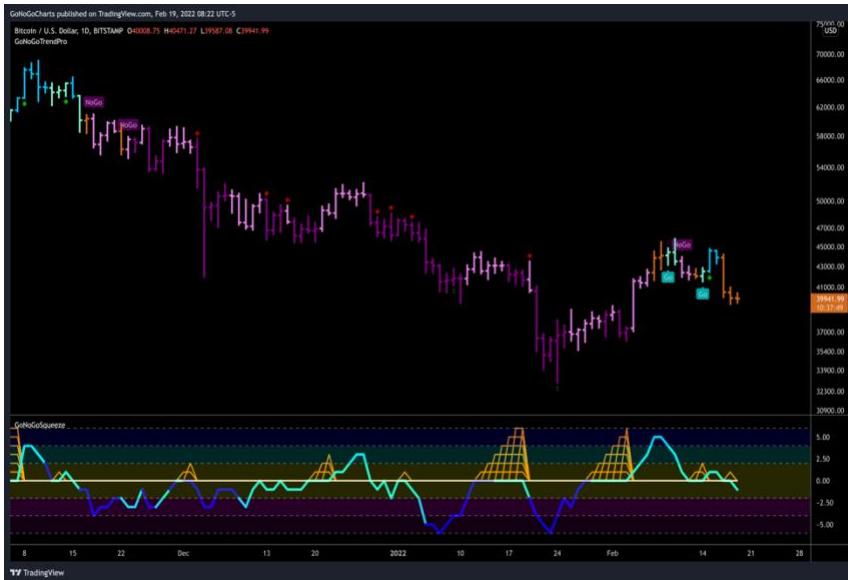 GoNoGoCharts published on TradingView.com, Feb 19, 2022 08:22 UTC-5
Bitcoin / U.S. Dollar, 1D, BITSTAMP O40008.75 H40471.27 L39587.08 C39941.99
GoNoGoTrendPro
75000.00
USD
70000.00
66000.00
62000.00
58000.00
54000.00
50000.00
47000.00
45000.00
43000.00
41000.00
39941.99
10:37:49
37000.00
35400.00
33900.00
32300.00
30900.00
NoGo
NoGo
NoGo
Go
Go
GoNoGoSqueeze
5.00
2.50
0.00
-2.50
-5.00
8 15 22 Dec 13 20 2022 10 17 24 Feb 14 21 28
TradingView